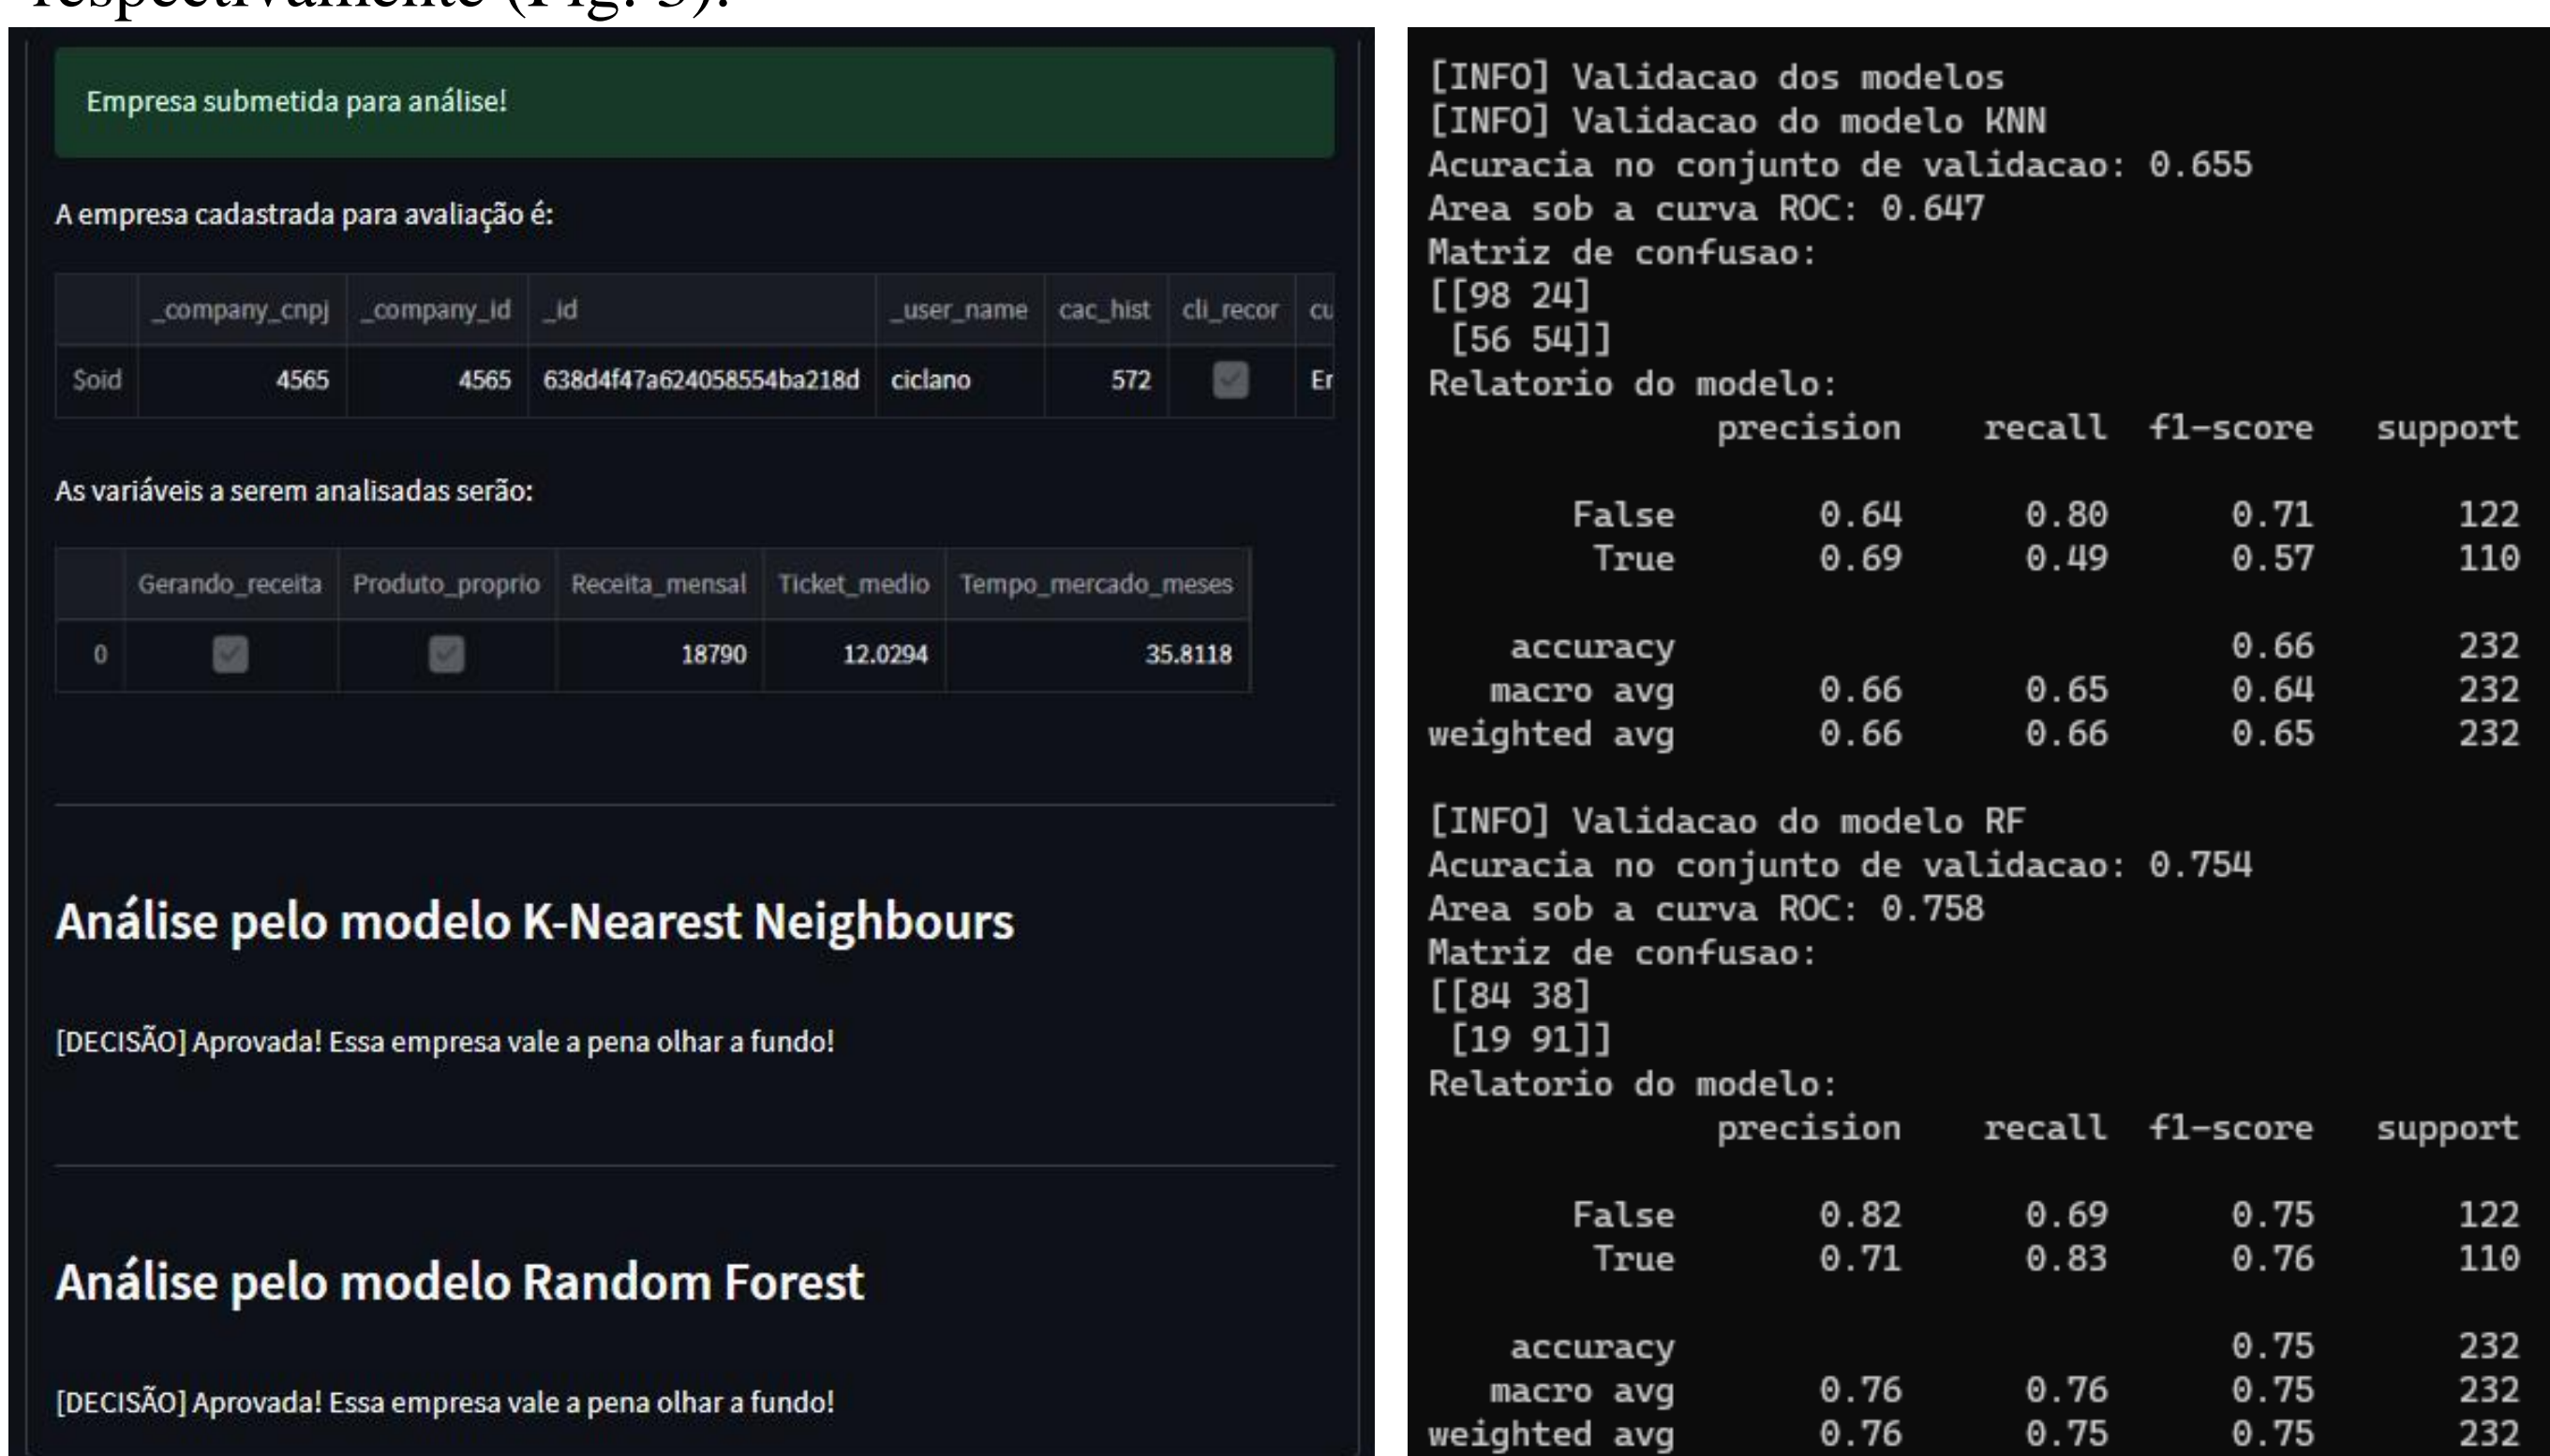 respectivamente (Fig. 3).
Empresa submetida para análise!
A empresa cadastrada para avaliação é:
_company_cnpj _company_id _id _user_name cac_hist cli_recor cu
$oid 4565 4565 638d4f47a624058554ba218d ciclano 572 Er
As variáveis a serem analisadas serão:
Gerando_receita Produto_proprio Receita_mensal Ticket_medio Tempo_mercado_meses
0 18790 12.0294 35.8118
Análise pelo modelo K-Nearest Neighbours
[DECISÃO] Aprovada! Essa empresa vale a pena olhar a fundo!
Análise pelo modelo Random Forest
[DECISÃO] Aprovada! Essa empresa vale a pena olhar a fundo!
[INFO] Validacao dos modelos
[INFO] Validacao do modelo KNN
Acuracia no conjunto de validacao: 0.655
Area sob a curva ROC: 0.647
Matriz de confusao:
[[98 24]
[56 54]]
Relatorio do modelo:
precision recall f1-score support
False 0.64 0.80 0.71 122
True 0.69 0.49 0.57 110
accuracy 0.66 232
macro avg 0.66 0.65 0.64 232
weighted avg 0.66 0.66 0.65 232
[INFO] Validacao do modelo RF
Acuracia no conjunto de validacao: 0.754
Area sob a curva ROC: 0.758
Matriz de confusao:
[[84 38]
[19 91]]
Relatorio do modelo:
precision recall f1-score support
False 0.82 0.69 0.75 122
True 0.71 0.83 0.76 110
accuracy 0.75 232
macro avg 0.76 0.76 0.75 232
weighted avg 0.76 0.75 0.75 232